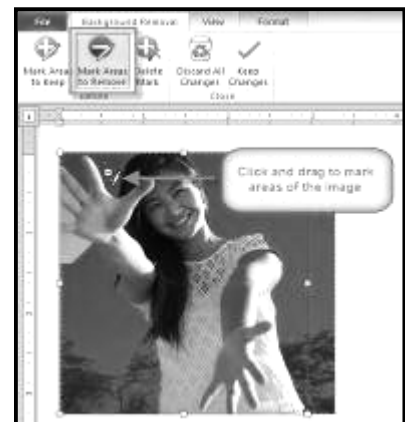 File Background Removal View Format
Mark Areas to Keep
Mark Areas to Remove
Delete Mark
Discard All Changes
Keep Changes
Close
Click and drag to mark
areas of the image